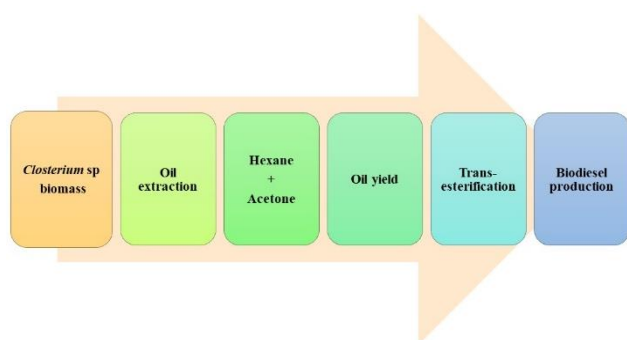 Closterium sp
biomass
Oil
extraction
Hexane
+
Acetone
Oil yield
Trans-
esterification
Biodiesel
production